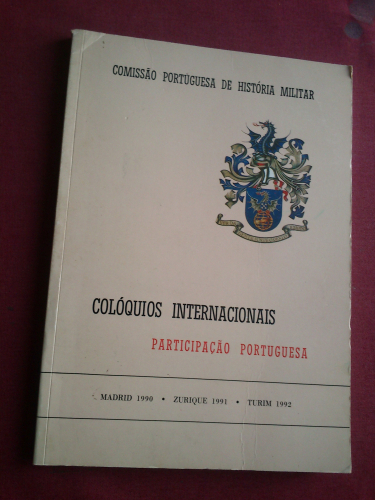 COMISSÃO PORTUGUESA DE HISTÓRIA MILITAR
COLÓQUIOS INTERNACIONAIS
PARTICIPAÇÃO PORTUGUESA
MADRID 1990 • ZURIQUE 1991 • TURIM 1992